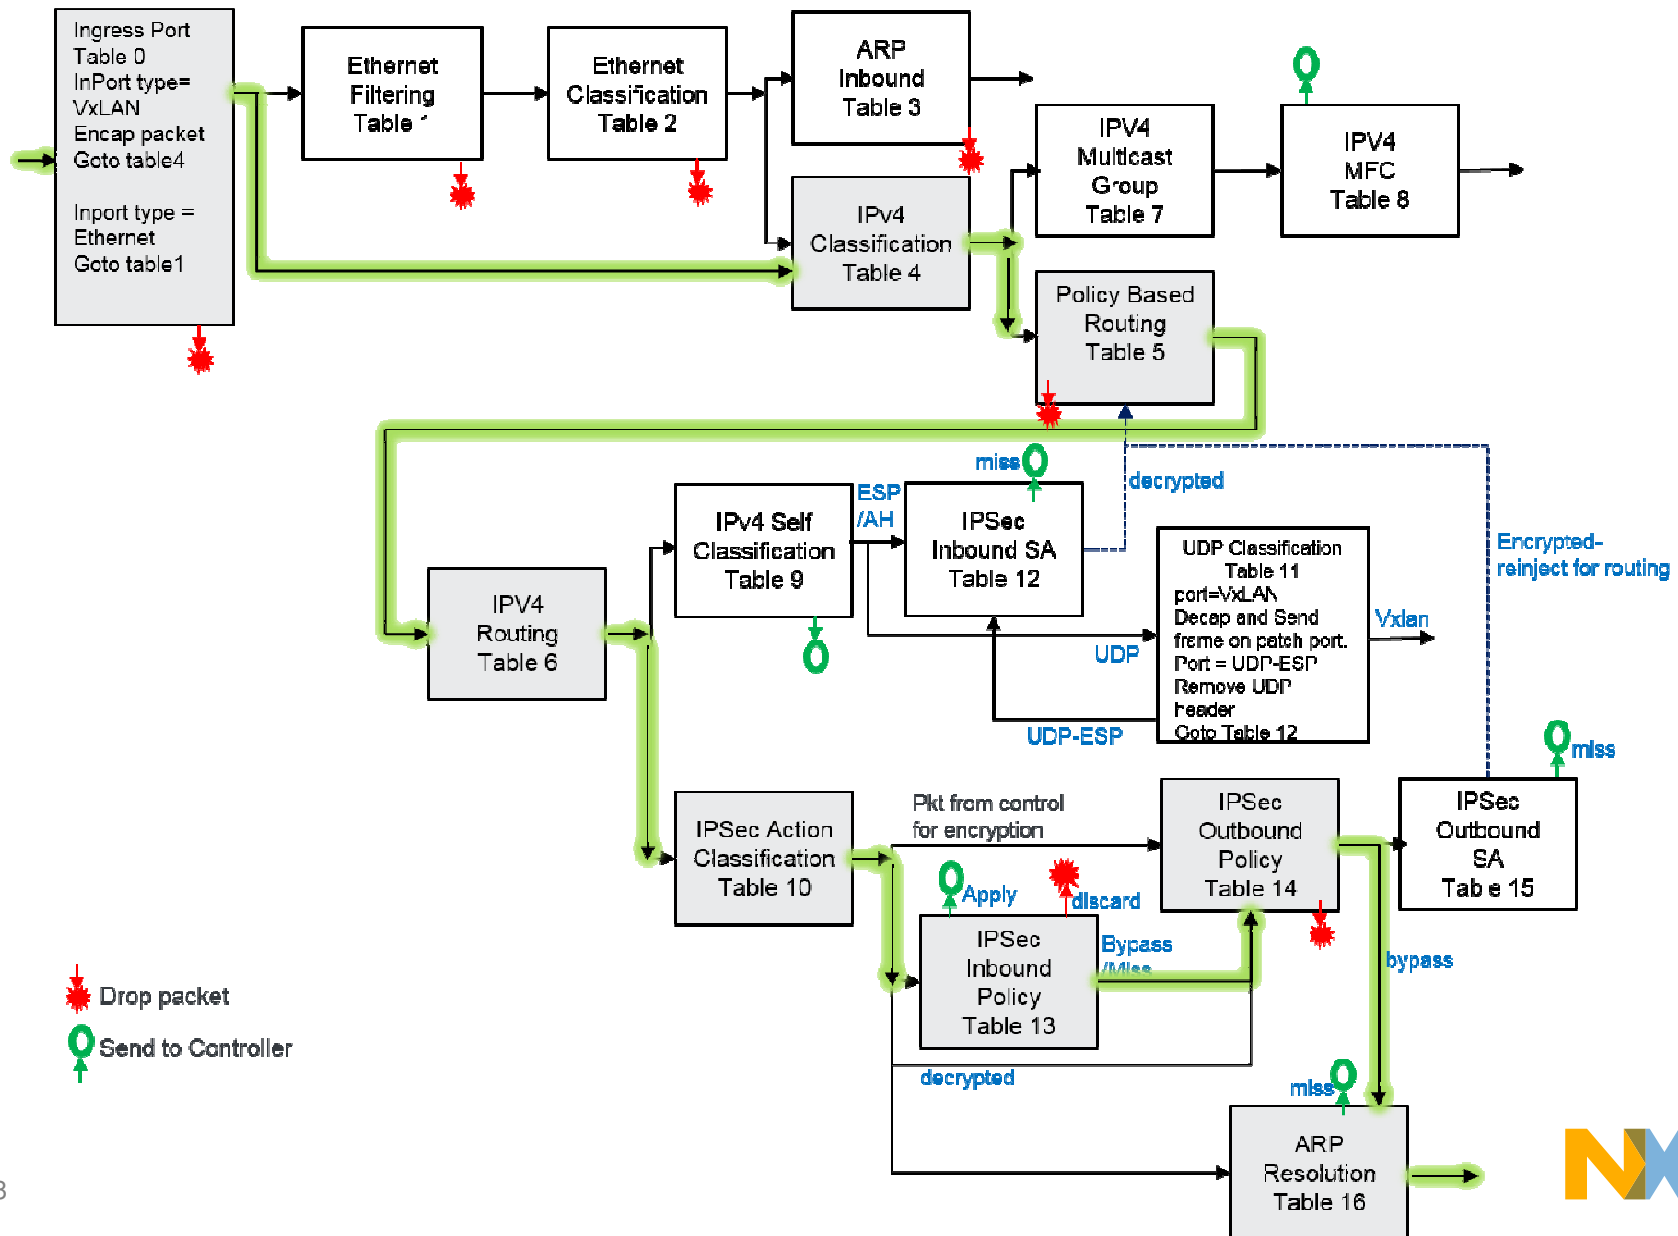 Ingress Port
Table 0
InPort type=
VxLAN
Encap packet
Goto table4
Inport type =
Ethernet
Goto table1
Ethernet
Filtering
Table 1
Ethernet
Classification
Table 2
ARP
Inbound
Table 3
IPv4
Classification
Table 4
IPV4
Multicast
Group
Table 7
IPV4
MFC
Table 8
Policy Based
Routing
Table 5
IPV4
Routing
Table 6
IPv4 Self
Classification
Table 9
ESP
/AH
miss
IPSec
Inbound SA
Table 12
decrypted
UDP
UDP-ESP
UDP Classification
Table 11
port=VxLAN
Decap and Send
frame on patch port.
Port = UDP-ESP
Remove UDP
header
Goto Table 12
Vxlan
Encrypted-
reinject for routing
IPSec Action
Classification
Table 10
Pkt from control
for encryption
Apply
discard
IPSec
Inbound
Policy
Table 13
Bypass
/Miss
decrypted
IPSec
Outbound
Policy
Table 14
miss
IPSec
Outbound
SA
Table 15
bypass
miss
ARP
Resolution
Table 16
Drop packet
Send to Controller
NX